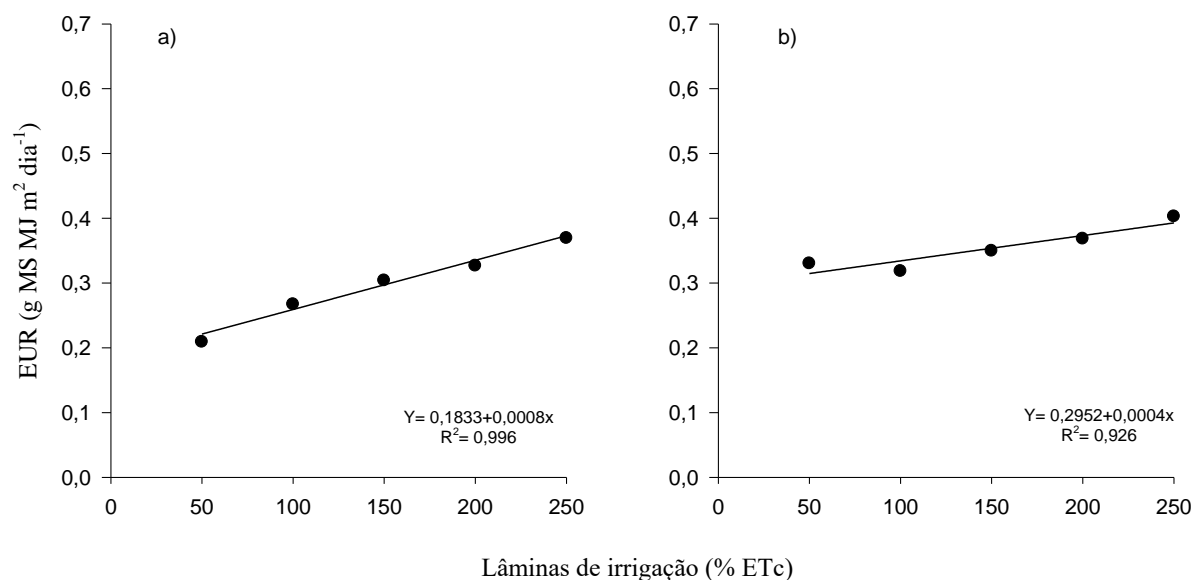 a)
EUR (g MS MJ m² dia⁻¹)
0,7
0,6
0,5
0,4
0,3
0,2
0,1
0,0
0 50 100 150 200 250
Y= 0,1833+0,0008x
R²= 0,996
b)
0,7
0,6
0,5
0,4
0,3
0,2
0,1
0,0
0 50 100 150 200 250
Y= 0,2952+0,0004x
R²= 0,926
Lâminas de irrigação (% ETc)